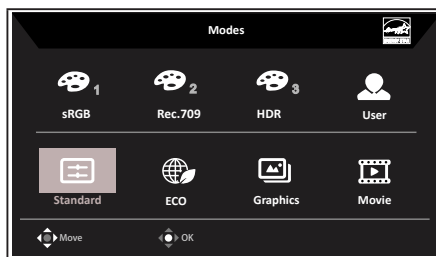 Modes
1 2 3
sRGB Rec.709 HDR User
Standard ECO Graphics Movie
Move OK